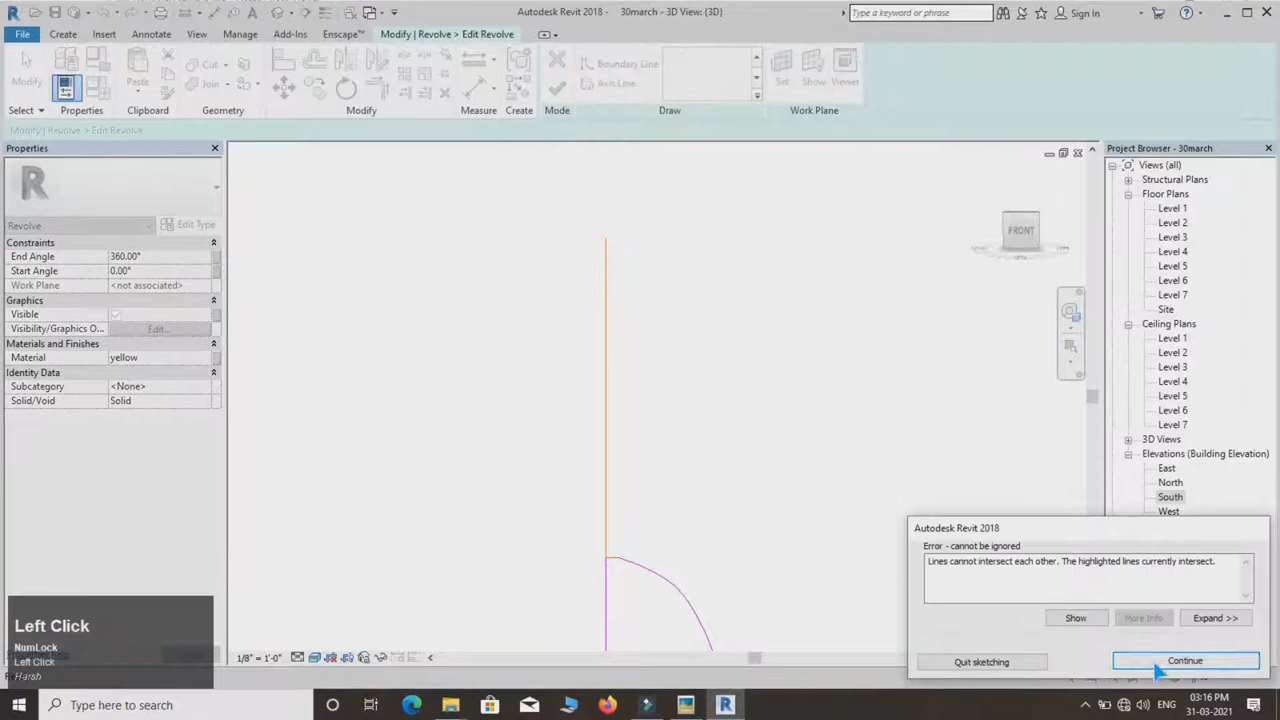 Autodesk Revit 2018 - 30march - 3D View: {3D}
Type a keyword or phrase
Sign In
File Create Insert Annotate View Manage Add-Ins Enscape™ Modify | Revolve > Edit Revolve
Modify
Paste
Cut
Join
Boundary Line
Axis Line
Set Show Viewer
Select Properties Clipboard Geometry Modify Measure Create Mode Draw Work Plane
Modify | Revolve > Edit Revolve
Properties
R
Revolve
Edit Type
Constraints
End Angle 360.00°
Start Angle 0.00°
Work Plane <not associated>
Graphics
Visible
Visibility/Graphics O... Edit...
Materials and Finishes
Material yellow
Identity Data
Subcategory <None>
Solid/Void Solid
FRONT
Project Browser - 30march
Views (all)
Structural Plans
Floor Plans
Level 1
Level 2
Level 3
Level 4
Level 5
Level 6
Level 7
Site
Ceiling Plans
Level 1
Level 2
Level 3
Level 4
Level 5
Level 6
Level 7
3D Views
Elevations (Building Elevation)
East
North
South
West
Autodesk Revit 2018
Error - cannot be ignored
Lines cannot intersect each other. The highlighted lines currently intersect.
Show More Info Expand >>
Quit sketching Continue
Left Click
NumLock
Left Click
Harsh
1/8" = 1'-0"
Type here to search
ENG
03:16 PM
31-03-2021